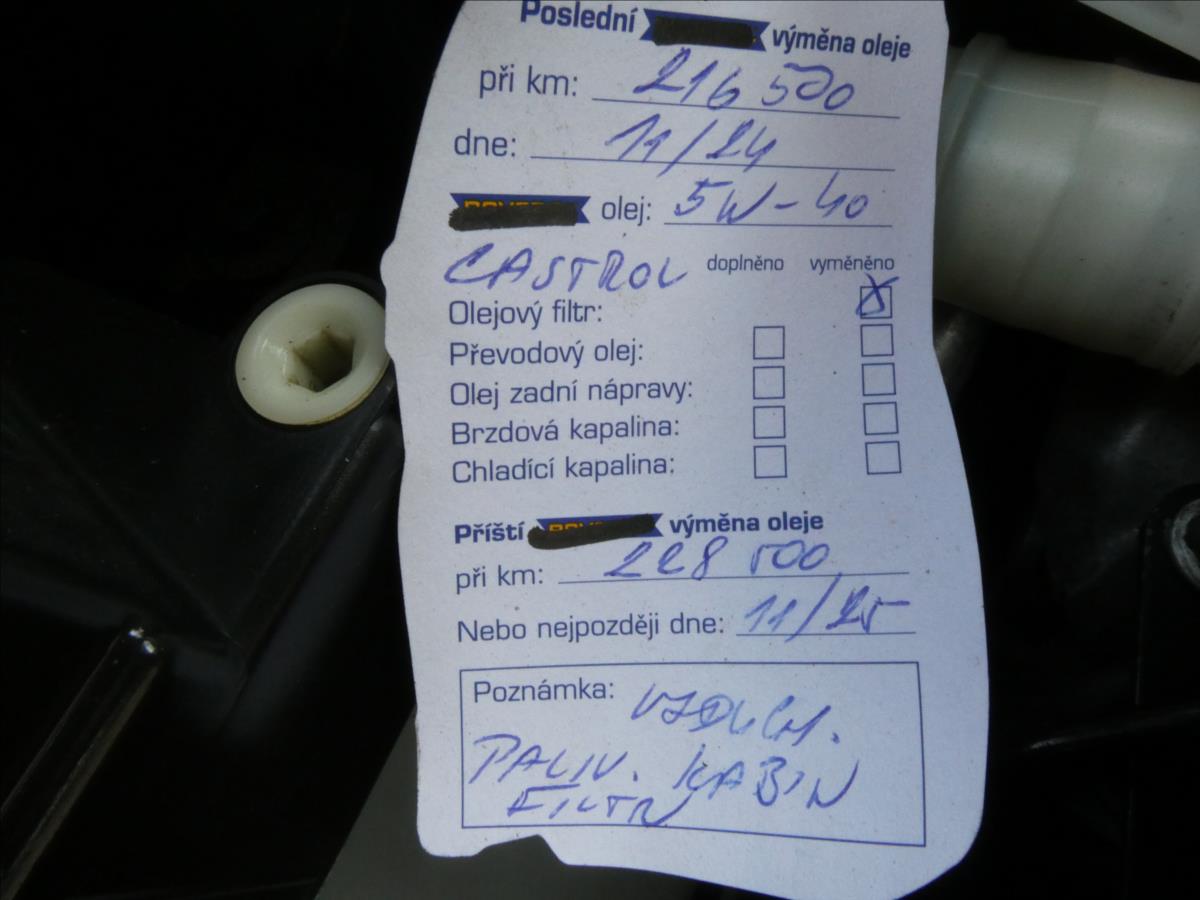 Poslední výměna oleje
při km: 216 500
dne: 11/24
olej: 5W-40
CASTROL doplněno vyměněno
Olejový filtr: X
Převodový olej:
Olej zadní nápravy:
Brzdová kapalina:
Chladící kapalina:
Příští výměna oleje
při km: 228 500
Nebo nejpozději dne: 11/25
Poznámka: VZDUCH.
PALIV. KABIN
FILTR